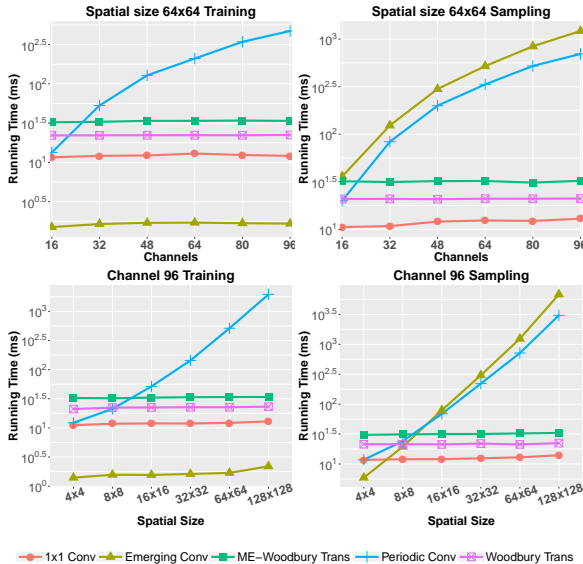 Spatial size 64x64 Training
Running Time (ms)
10^2.5
10^2
10^1.5
10^1
10^0.5
16 32 48 64 80 96
Channels
Spatial size 64x64 Sampling
Running Time (ms)
10^3
10^2
10^1.5
10^1
16 32 48 64 80 96
Channels
Channel 96 Training
Running Time (ms)
10^3
10^2.5
10^2
10^1.5
10^1
10^0.5
10^0
4x4 8x8 16x16 32x32 64x64 128x128
Spatial Size
Channel 96 Sampling
Running Time (ms)
10^3.5
10^3
10^2.5
10^2
10^1.5
10^1
4x4 8x8 16x16 32x32 64x64 128x128
Spatial Size
1x1 Conv Emerging Conv ME-Woodbury Trans Periodic Conv Woodbury Trans